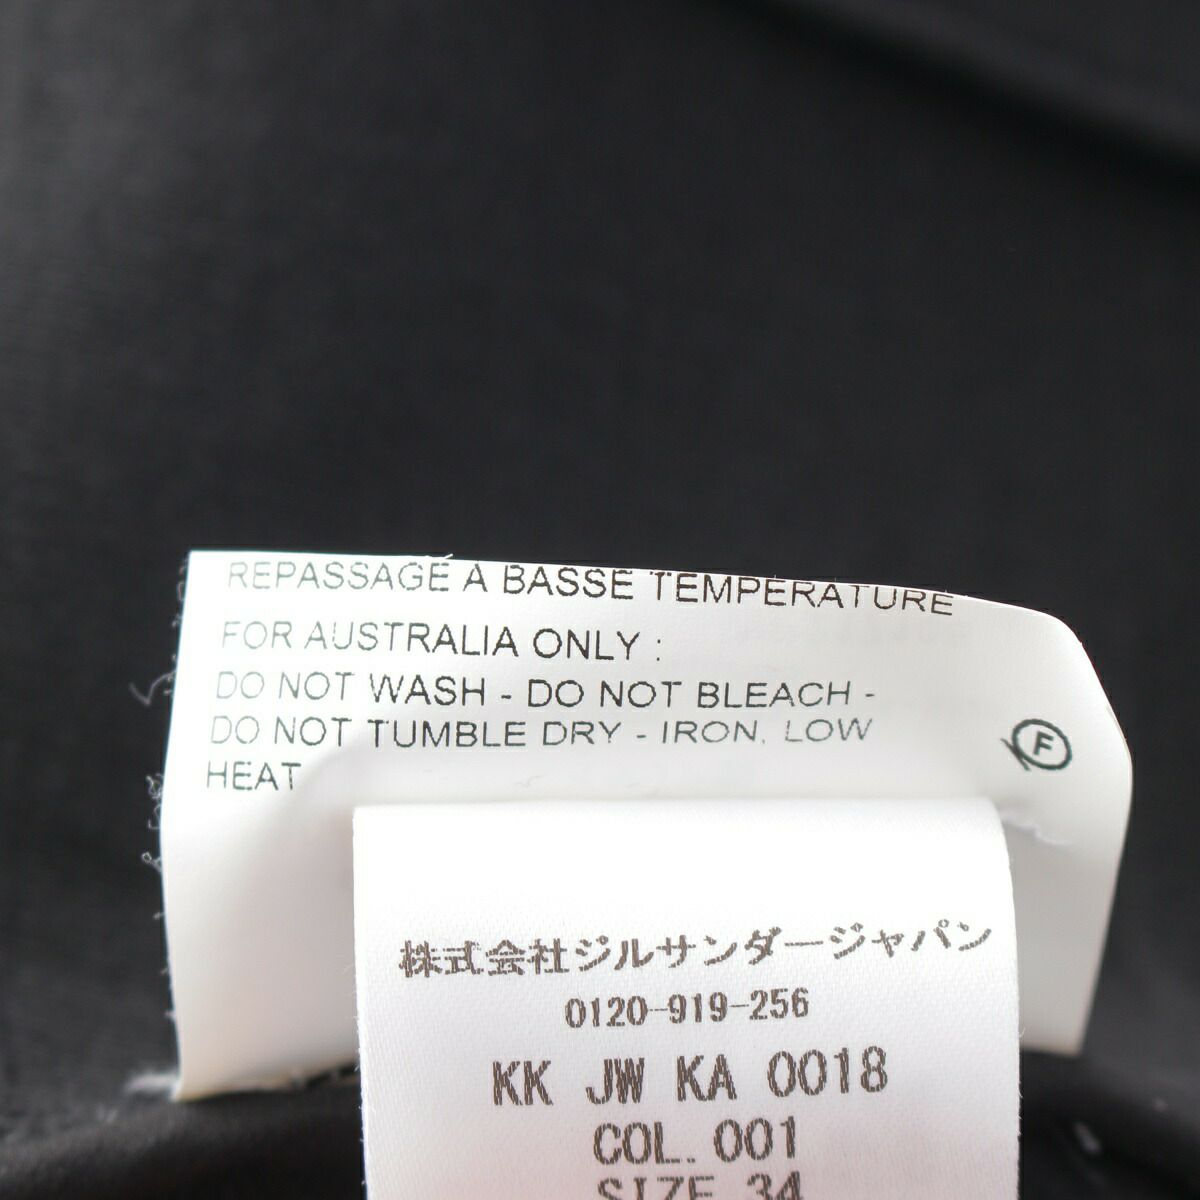 REPASSAGE A BASSE TEMPERATURE
FOR AUSTRALIA ONLY :
DO NOT WASH - DO NOT BLEACH -
DO NOT TUMBLE DRY - IRON, LOW
HEAT
F
株式会社ジルサンダージャパン
0120-919-256
KK JW KA 0018
COL. 001
SIZE 34